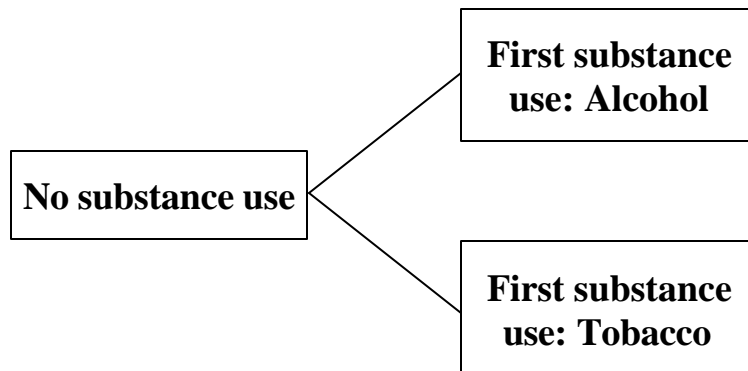 First substance
use: Alcohol
No substance use
First substance
use: Tobacco